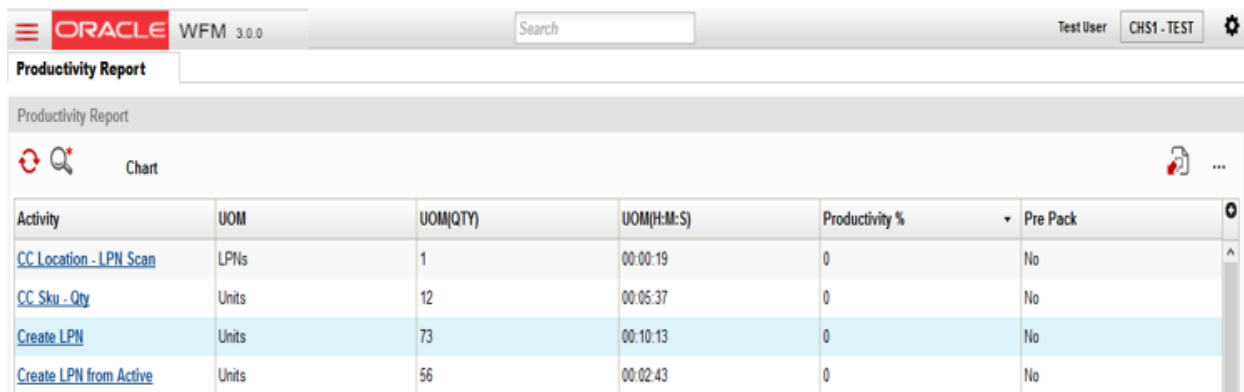 ORACLE WFM 3.0.0 Search Test User CHS1 - TEST
Productivity Report
Productivity Report
Chart ...
Activity UOM UOM(QTY) UOM(H:M:S) Productivity % Pre Pack
CC Location - LPN Scan LPNs 1 00:00:19 0 No
CC Sku - Qty Units 12 00:05:37 0 No
Create LPN Units 73 00:10:13 0 No
Create LPN from Active Units 56 00:02:43 0 No